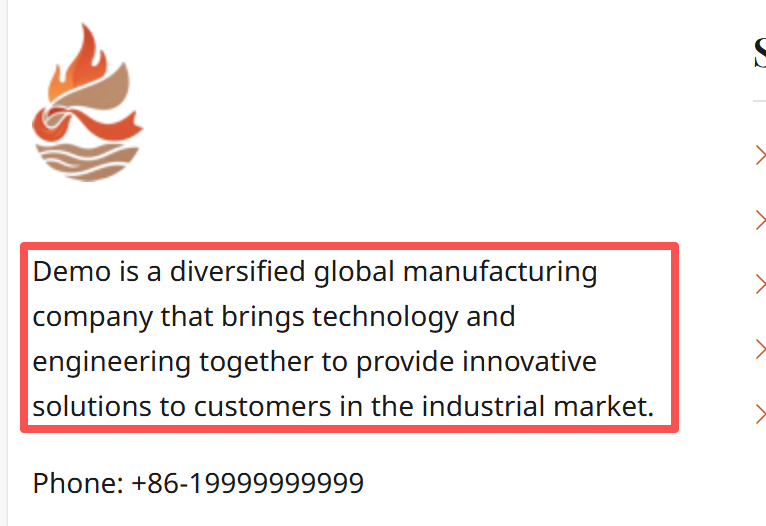 Demo is a diversified global manufacturing
company that brings technology and
engineering together to provide innovative
solutions to customers in the industrial market.
Phone: +86-19999999999